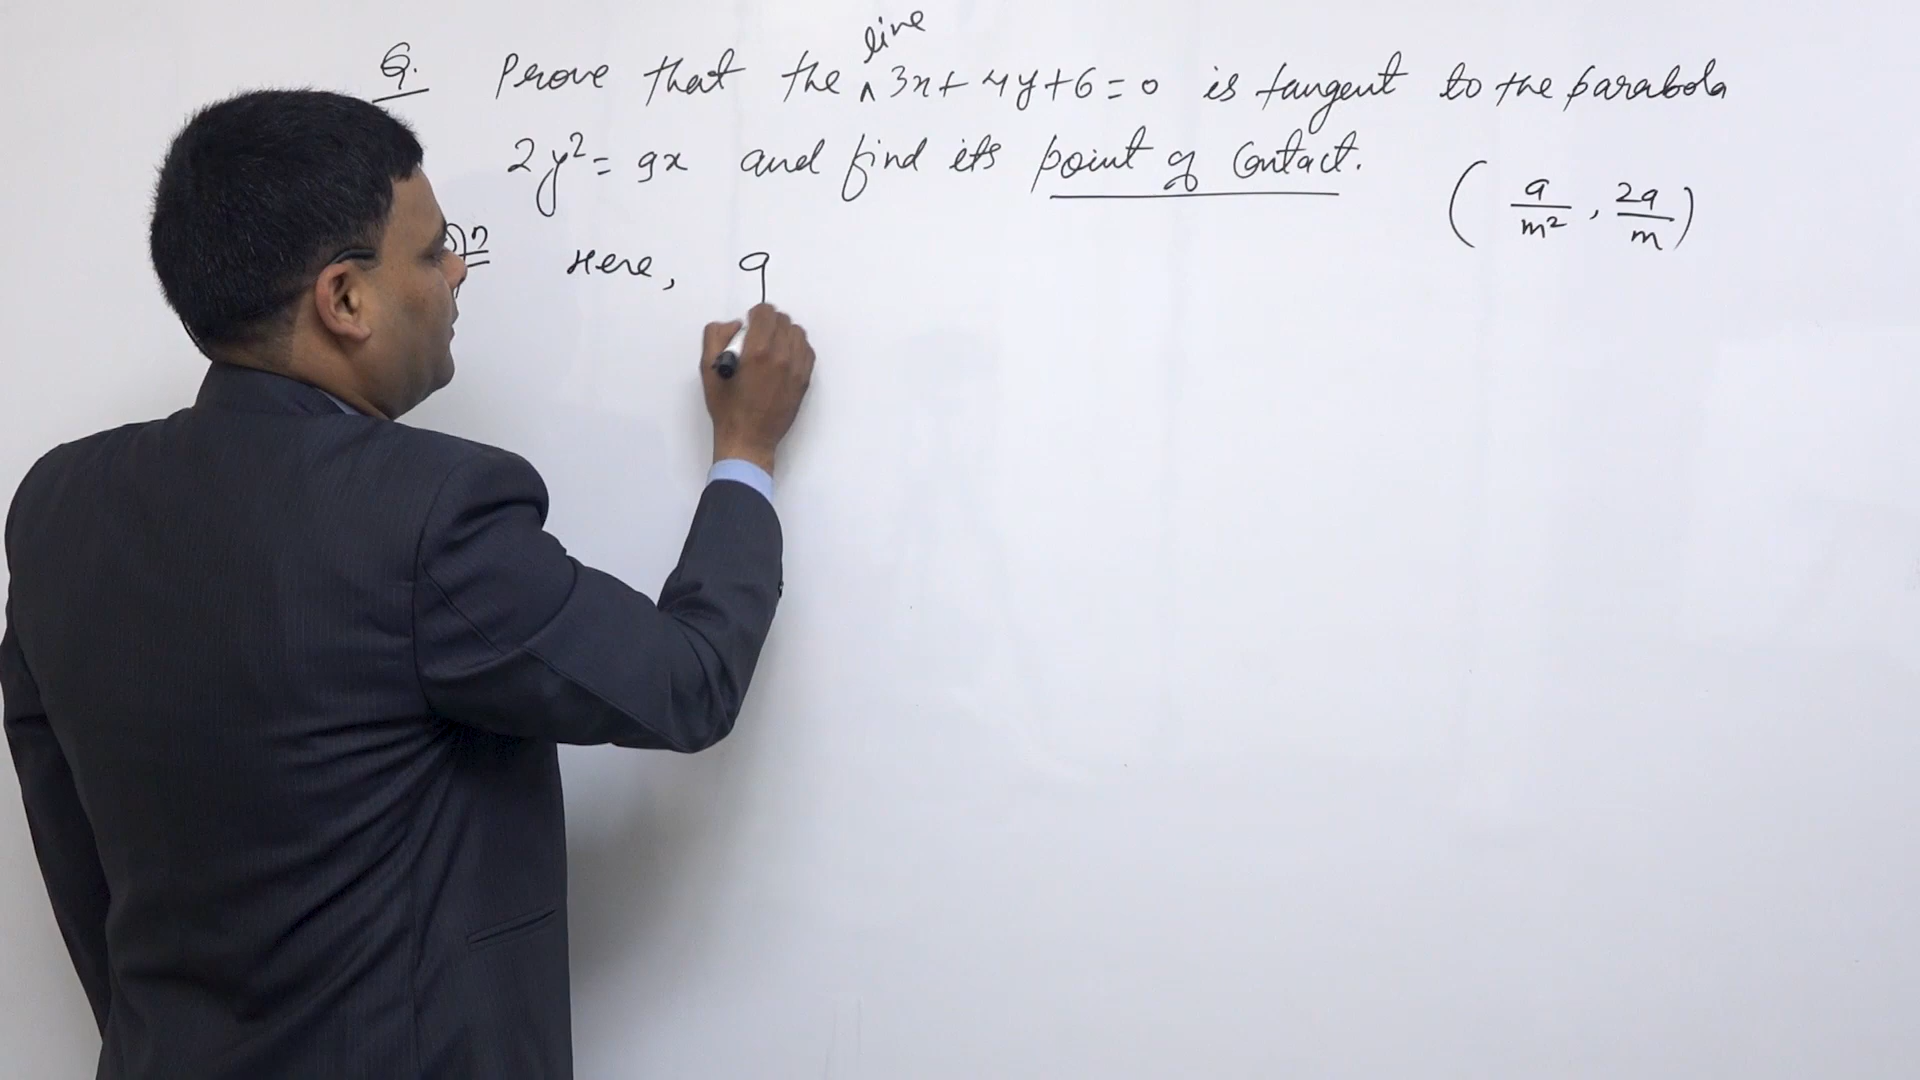 Q. Prove that the ∧ line 3x + 4y + 6 = 0 is tangent to the parabola
2y² = 9x and find its point of Contact.
( a/m² , 2a/m )
Here, 9